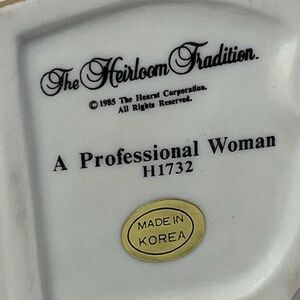 The Heirloom Tradition.
© 1985 The Hearst Corporation.
All Rights Reserved.
A Professional Woman
H1732
MADE IN
KOREA